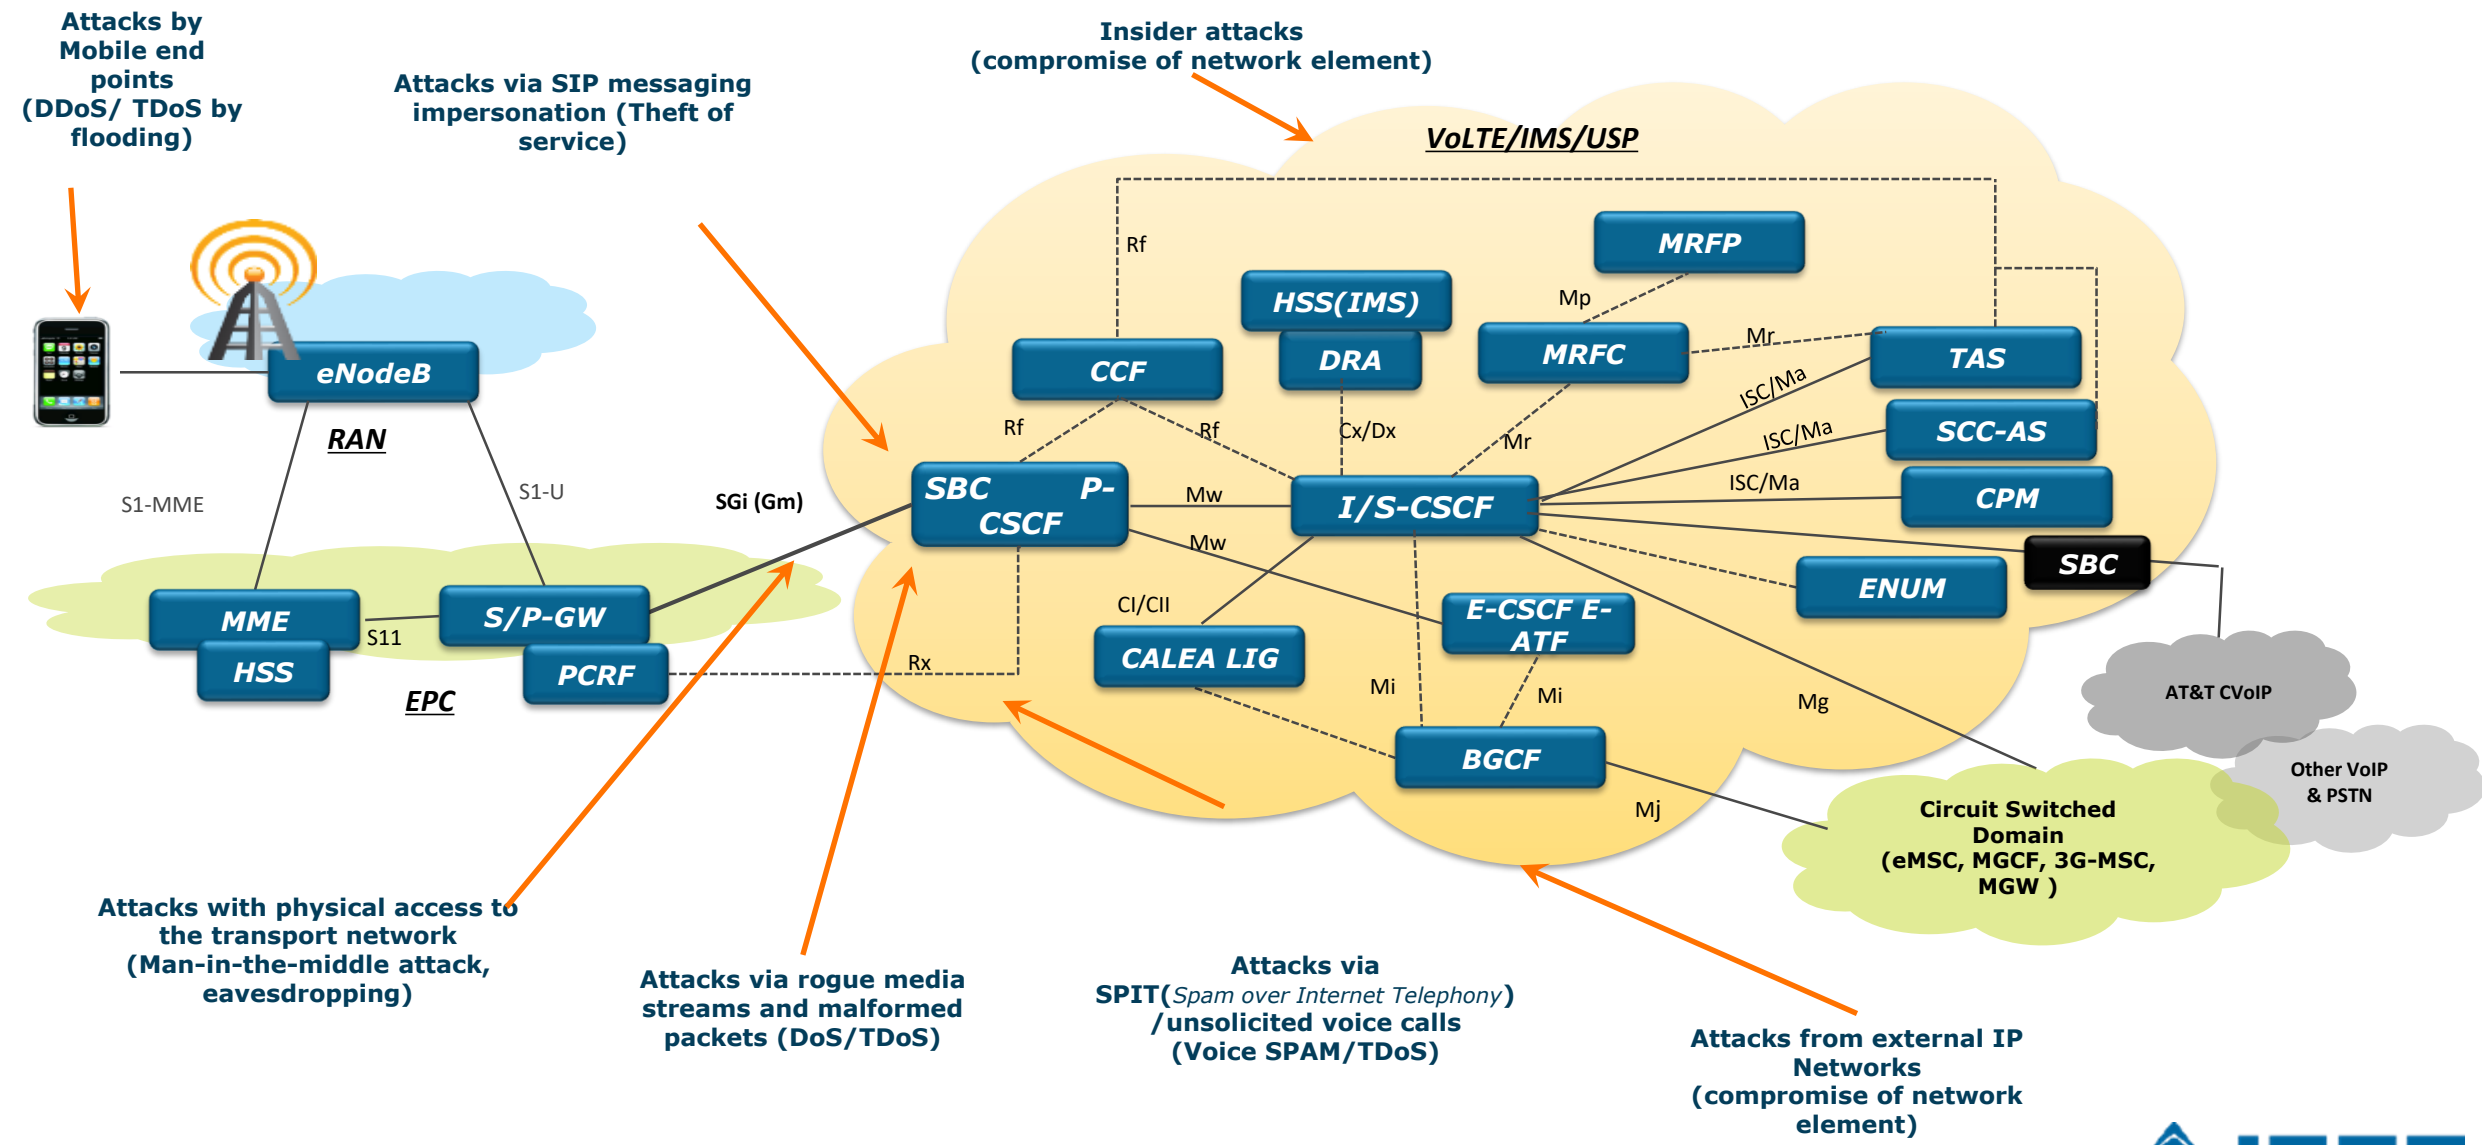 Attacks by
Mobile end
points
(DDoS/ TDoS by
flooding)
Attacks via SIP messaging
impersonation (Theft of
service)
Insider attacks
(compromise of network element)
VoLTE/IMS/USP
Rf
MRFP
HSS(IMS)
Mp
DRA
MRFC
Mr
TAS
CCF
eNodeB
RAN
ISC/Ma
Rf
Rf
Cx/Dx
Mr
ISC/Ma
SCC-AS
S1-MME
S1-U
SGi (Gm)
SBC P-
CSCF
Mw
I/S-CSCF
ISC/Ma
CPM
Mw
SBC
ENUM
MME
S11
S/P-GW
HSS
PCRF
EPC
Rx
CI/CII
CALEA LIG
E-CSCF E-
ATF
Mi
Mi
Mg
BGCF
Mj
AT&T CVoIP
Other VoIP
& PSTN
Circuit Switched
Domain
(eMSC, MGCF, 3G-MSC,
MGW )
Attacks with physical access to
the transport network
(Man-in-the-middle attack,
eavesdropping)
Attacks via rogue media
streams and malformed
packets (DoS/TDoS)
Attacks via
SPIT(Spam over Internet Telephony)
/unsolicited voice calls
(Voice SPAM/TDoS)
Attacks from external IP
Networks
(compromise of network
element)